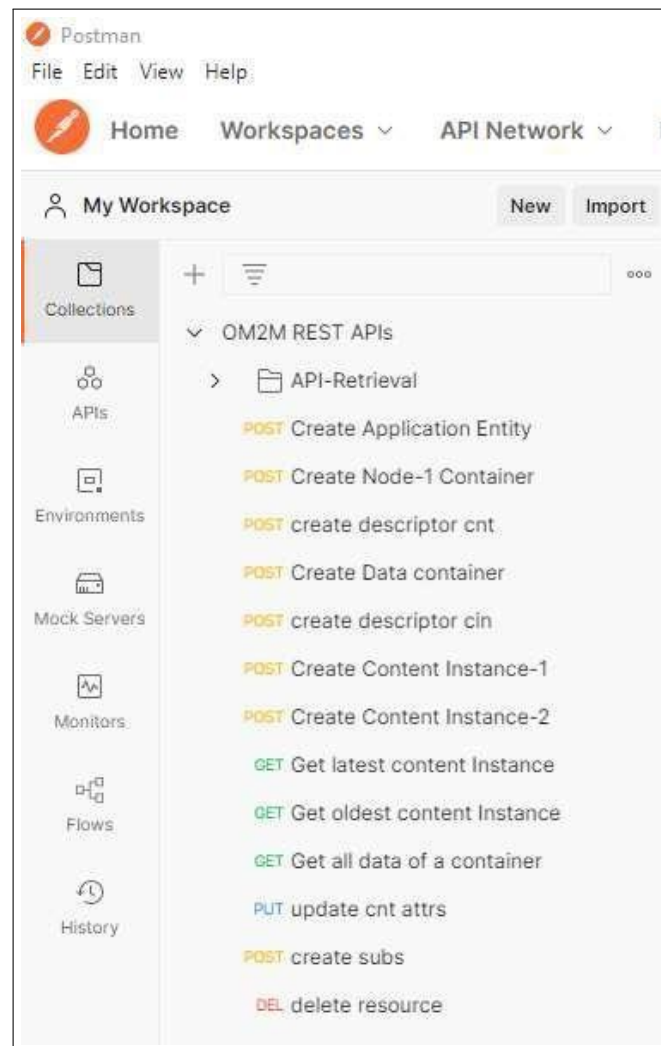 Postman
File Edit View Help
Home Workspaces API Network
My Workspace New Import
Collections
OM2M REST APIs
API-Retrieval
APIs
POST Create Application Entity
POST Create Node-1 Container
Environments
POST create descriptor cnt
POST Create Data container
Mock Servers
POST create descriptor cin
POST Create Content Instance-1
Monitors
POST Create Content Instance-2
GET Get latest content Instance
Flows
GET Get oldest content Instance
GET Get all data of a container
History
PUT update cnt attrs
POST create subs
DEL delete resource